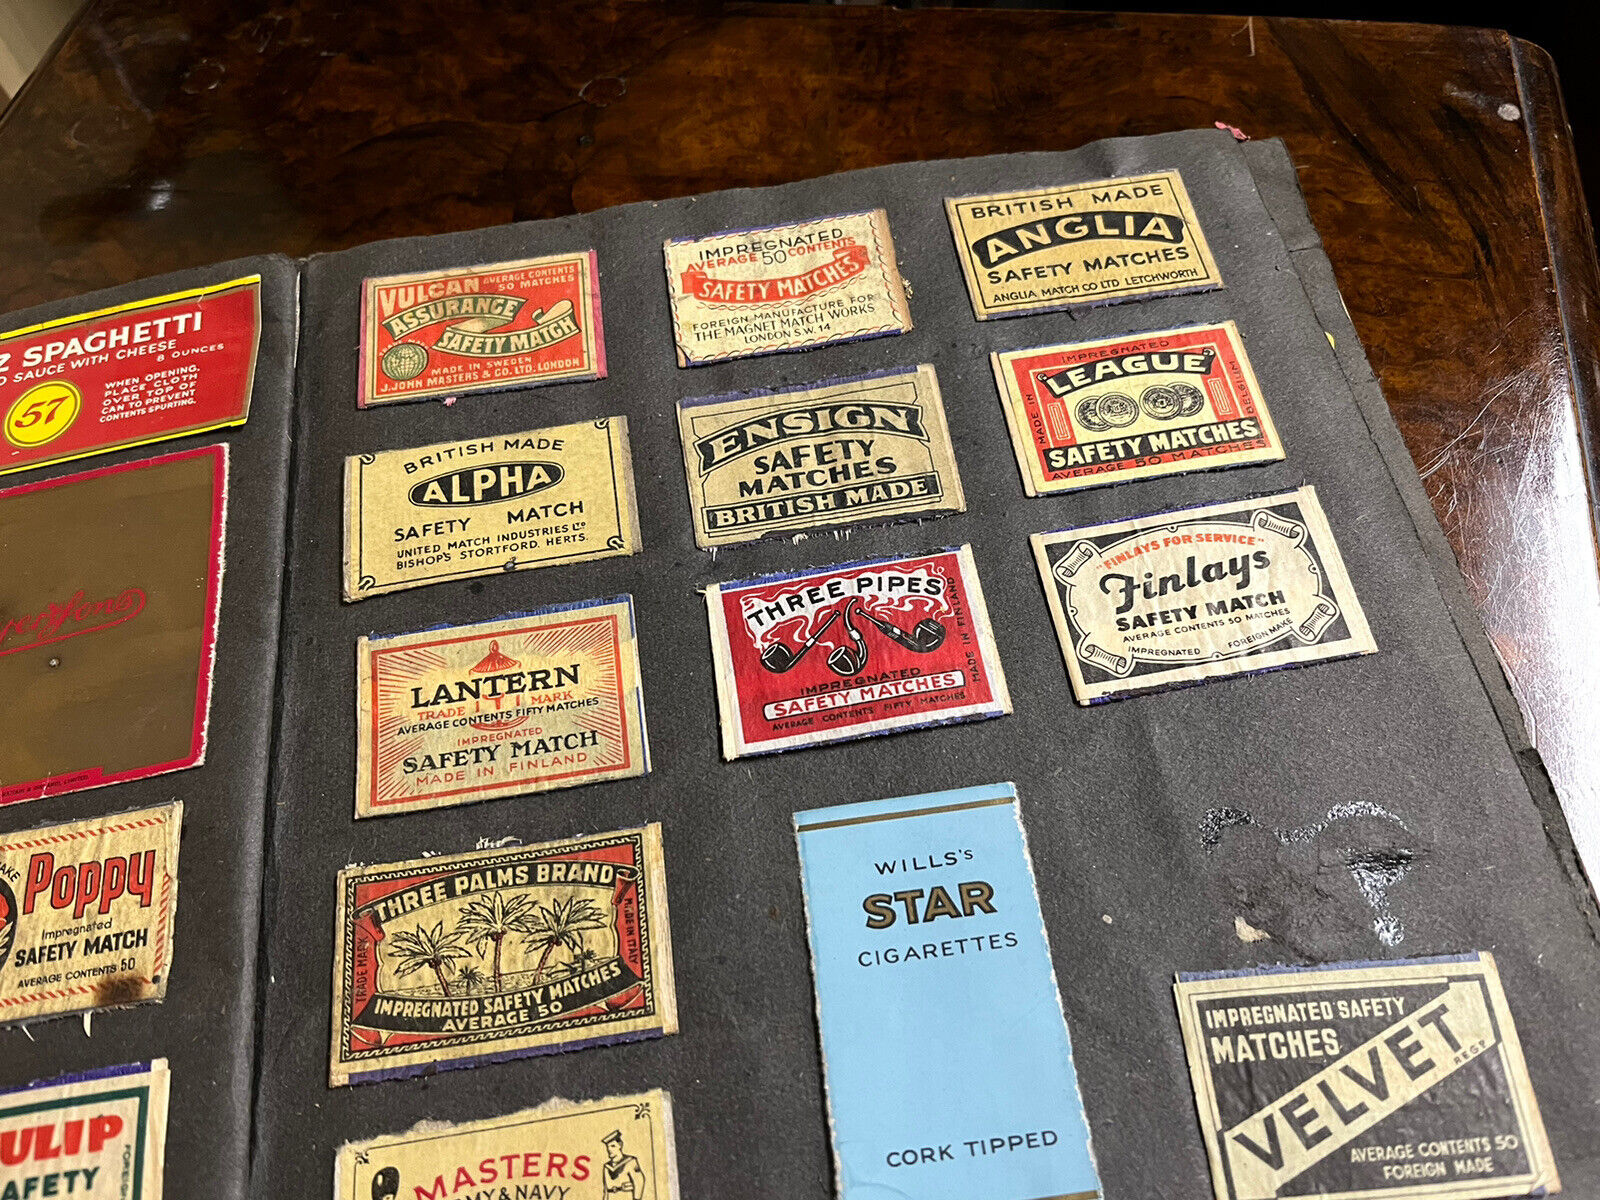 Z SPAGHETTI
SAUCE WITH CHEESE
8 OUNCES
57
WHEN OPENING,
PLACE CLOTH
OVER TOP OF
CAN TO PREVENT
CONTENTS SPURTING.
POPPY
Impregnated
SAFETY MATCH
AVERAGE CONTENTS 50
ULIP
AFETY
VULCAN AVERAGE CONTENTS
50 MATCHES
ASSURANCE
SAFETY MATCH
MADE IN SWEDEN
J. JOHN MASTERS & CO. LTD. LONDON
BRITISH MADE
ALPHA
SAFETY MATCH
UNITED MATCH INDUSTRIES LTD
BISHOP'S STORTFORD. HERTS.
LANTERN
TRADE MARK
AVERAGE CONTENTS FIFTY MATCHES
IMPREGNATED
SAFETY MATCH
MADE IN FINLAND
THREE PALMS BRAND
TRADE MARK
MADE IN ITALY
IMPREGNATED SAFETY MATCHES
AVERAGE 50
MASTERS
MY & NAVY
IMPREGNATED
AVERAGE 50 CONTENTS
SAFETY MATCHES
FOREIGN MANUFACTURE FOR
THE MAGNET MATCH WORKS
LONDON S.W. 14
ENSIGN
SAFETY
MATCHES
BRITISH MADE
THREE PIPES
MADE IN FINLAND
IMPREGNATED
SAFETY MATCHES
AVERAGE CONTENTS FIFTY MATCHES
WILLS'S
STAR
CIGARETTES
CORK TIPPED
BRITISH MADE
ANGLIA
SAFETY MATCHES
ANGLIA MATCH CO LTD LETCHWORTH
IMPREGNATED
LEAGUE
MADE IN
BELGIUM
SAFETY MATCHES
AVERAGE 50 MATCHES
"FINLAYS FOR SERVICE"
Finlays
SAFETY MATCH
AVERAGE CONTENTS 50 MATCHES
IMPREGNATED FOREIGN MAKE
IMPREGNATED SAFETY
MATCHES
VELVET
REGD
AVERAGE CONTENTS 50
FOREIGN MADE